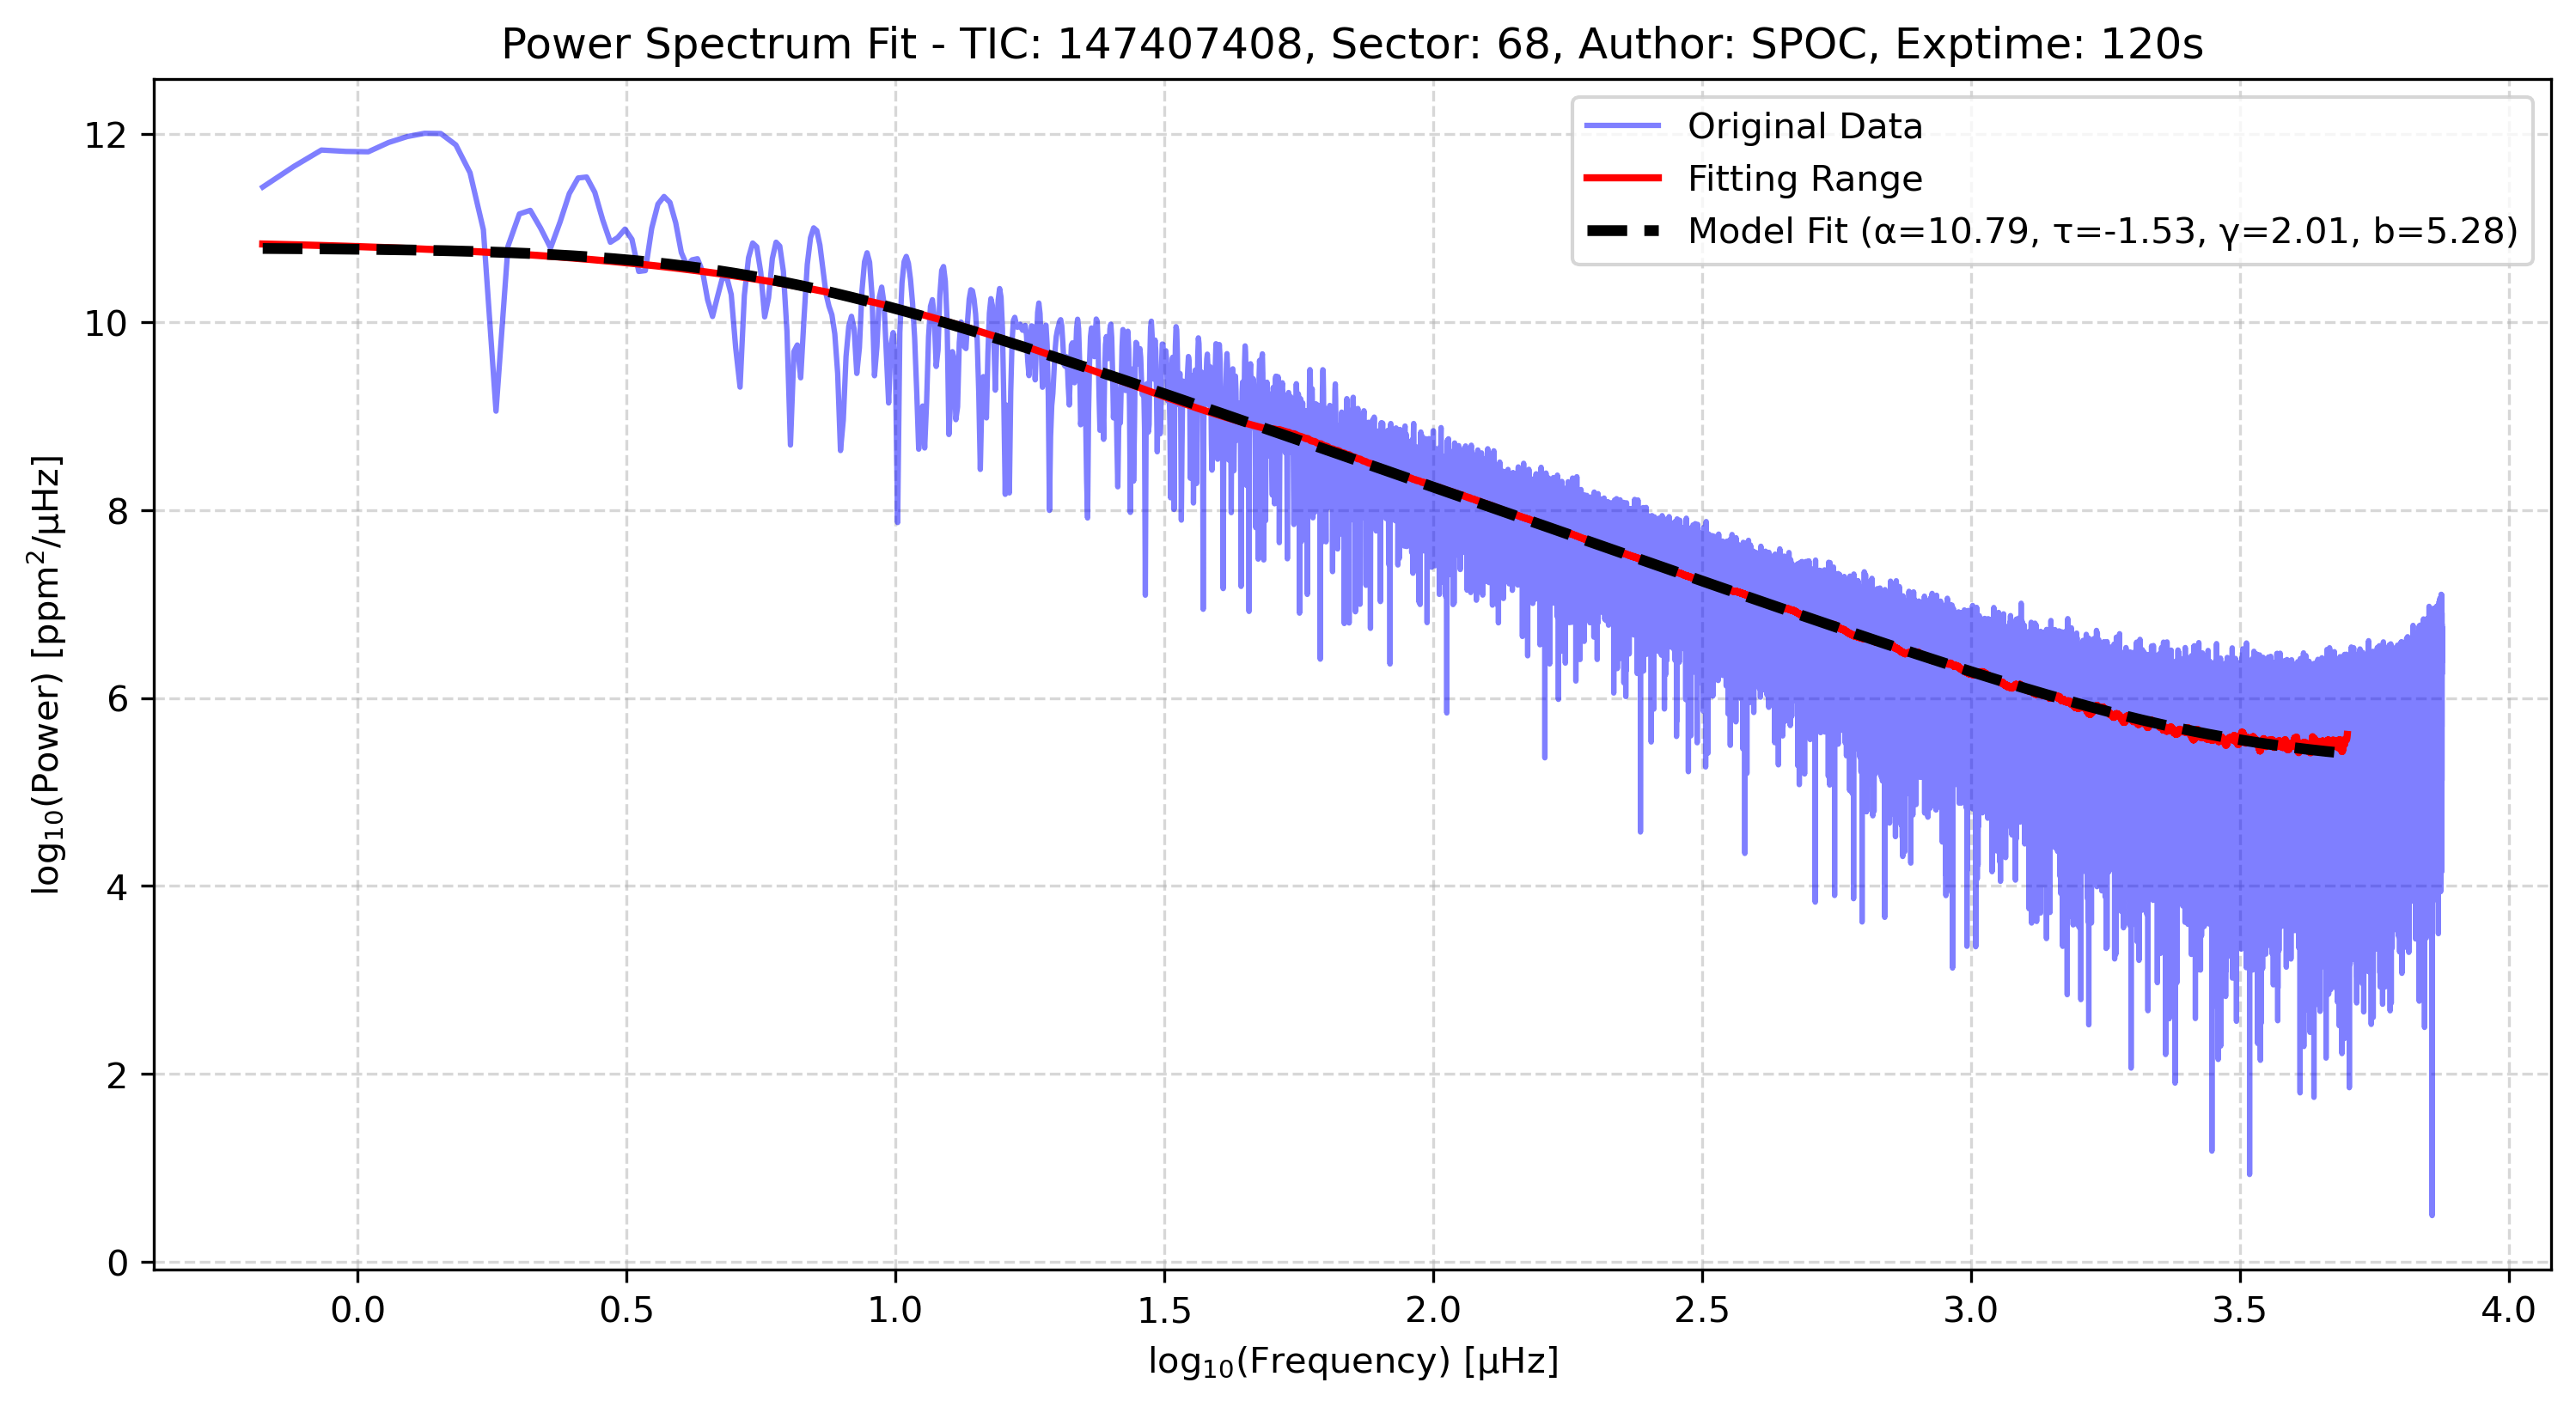 Power Spectrum Fit - TIC: 147407408, Sector: 68, Author: SPOC, Exptime: 120s
Original Data
Fitting Range
Model Fit (α=10.79, τ=-1.53, γ=2.01, b=5.28)
log₁₀(Power) [ppm²/μHz]
12
10
8
6
4
2
0
0.0 0.5 1.0 1.5 2.0 2.5 3.0 3.5 4.0
log₁₀(Frequency) [μHz]